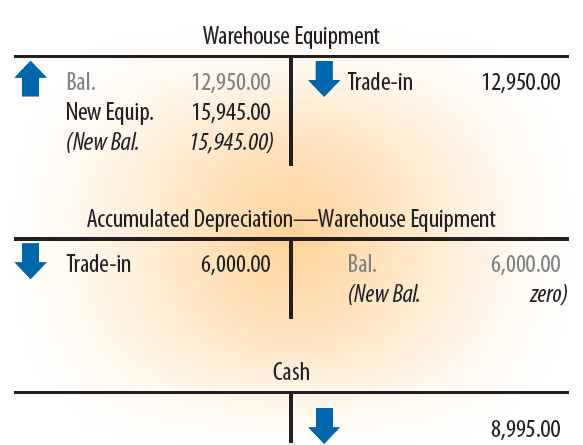 Warehouse Equipment
Bal. 12,950.00 Trade-in 12,950.00
New Equip. 15,945.00
(New Bal. 15,945.00)
Accumulated Depreciation—Warehouse Equipment
Trade-in 6,000.00 Bal. 6,000.00
(New Bal. zero)
Cash
8,995.00